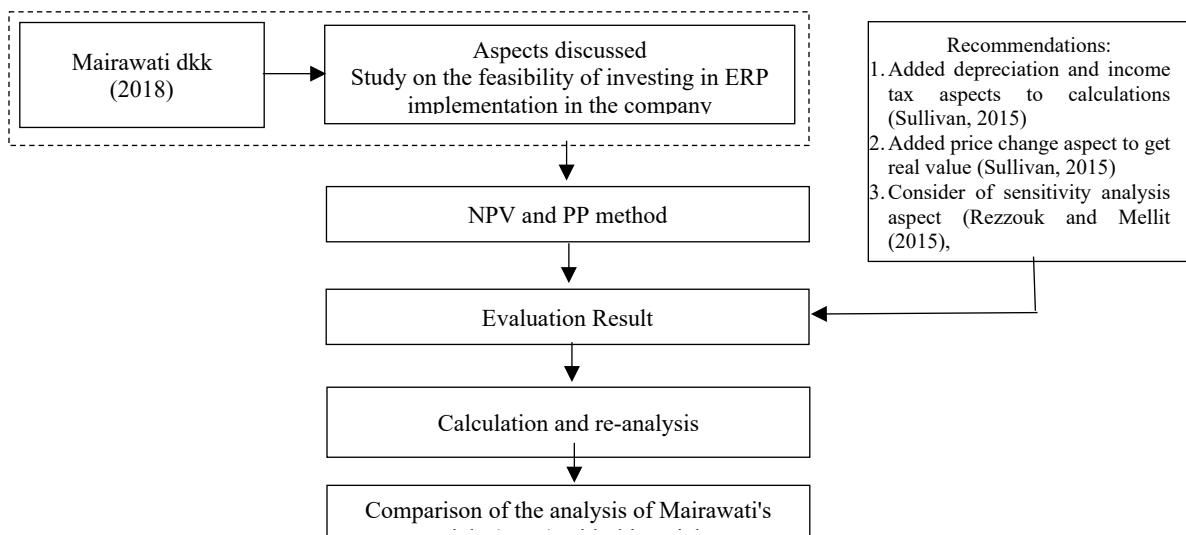 Mairawati dkk
(2018)
Aspects discussed
Study on the feasibility of investing in ERP
implementation in the company
Recommendations:
1. Added depreciation and income
tax aspects to calculations
(Sullivan, 2015)
2. Added price change aspect to get
real value (Sullivan, 2015)
3. Consider of sensitivity analysis
aspect (Rezzouk and Mellit
(2015),
NPV and PP method
Evaluation Result
Calculation and re-analysis
Comparison of the analysis of Mairawati's